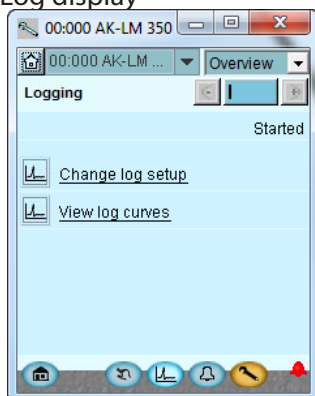 Log display
00:000 AK-LM 350
00:000 AK-LM ... Overview
Logging
Started
Change log setup
View log curves